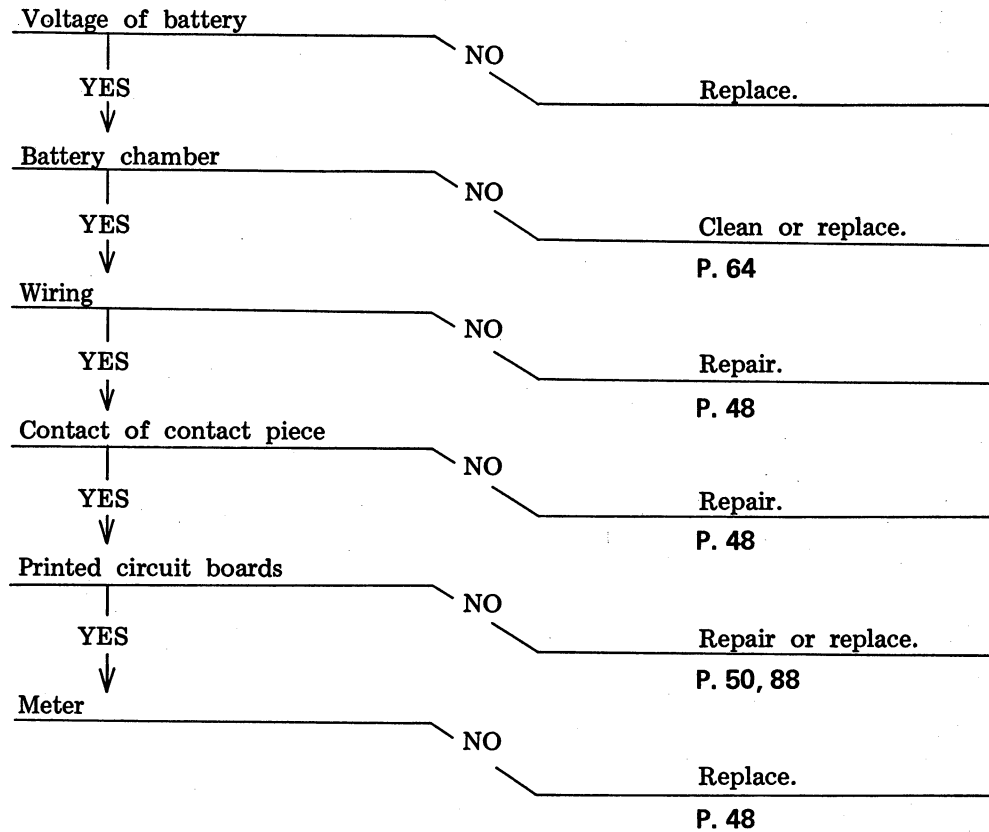 Voltage of battery
NO
YES
Replace.
Battery chamber
NO
YES
Clean or replace.
P. 64
Wiring
NO
YES
Repair.
P. 48
Contact of contact piece
NO
YES
Repair.
P. 48
Printed circuit boards
NO
YES
Repair or replace.
P. 50, 88
Meter
NO
Replace.
P. 48